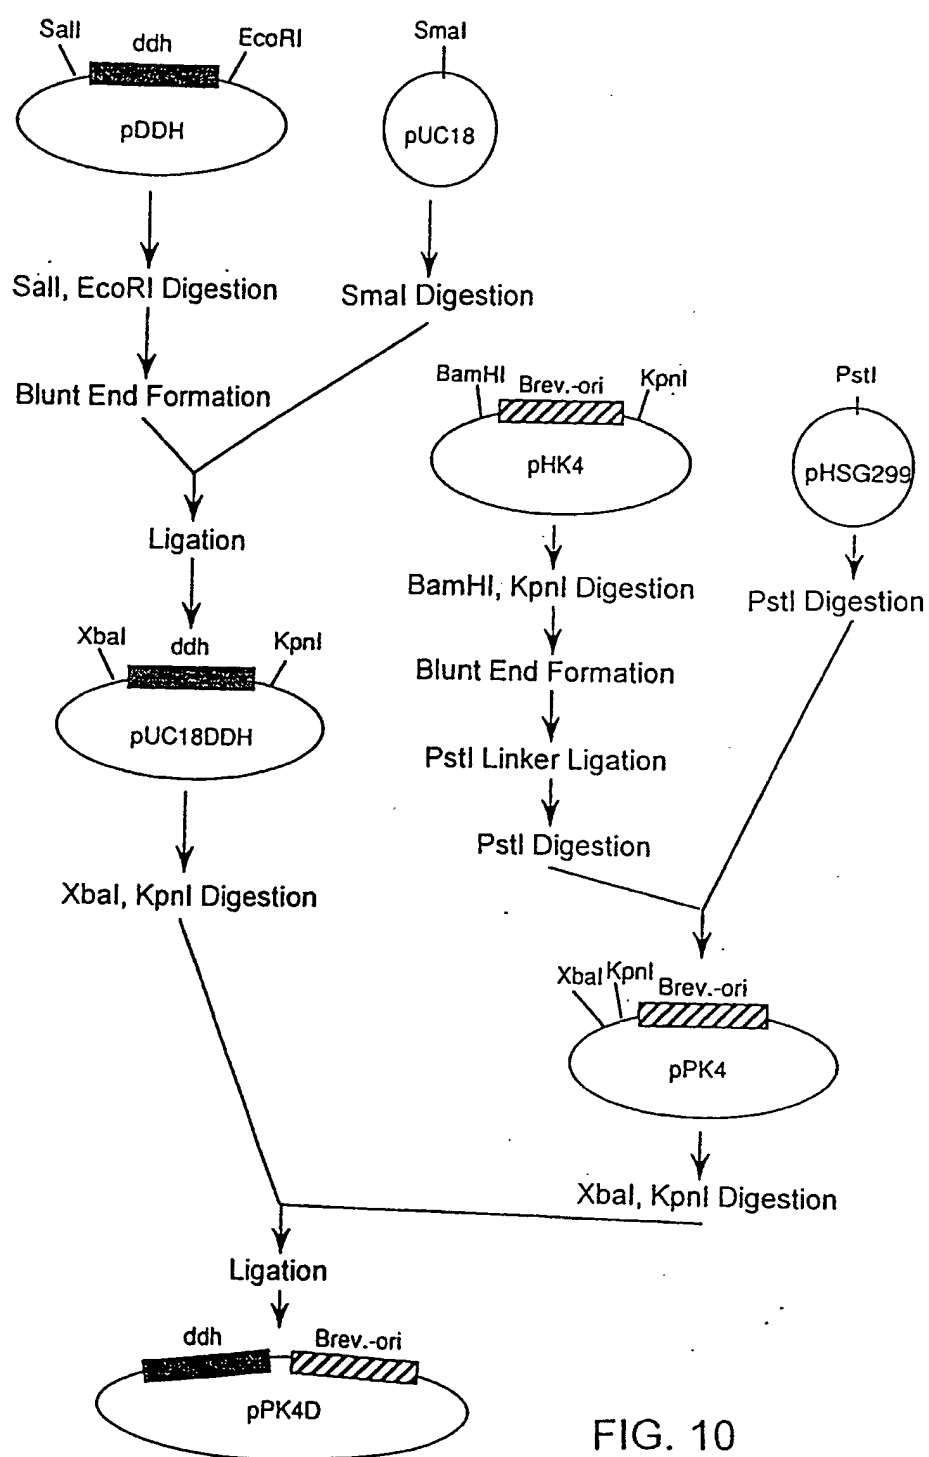 SalI
ddh
EcoRI
pDDH
SmaI
pUC18
SalI, EcoRI Digestion
SmaI Digestion
Blunt End Formation
Ligation
XbaI
ddh
KpnI
pUC18DDH
XbaI, KpnI Digestion
BamHI
Brev.-ori
KpnI
pHK4
PstI
pHSG299
BamHI, KpnI Digestion
PstI Digestion
Blunt End Formation
PstI Linker Ligation
PstI Digestion
XbaI
KpnI
Brev.-ori
pPK4
XbaI, KpnI Digestion
Ligation
ddh
Brev.-ori
pPK4D
FIG. 10